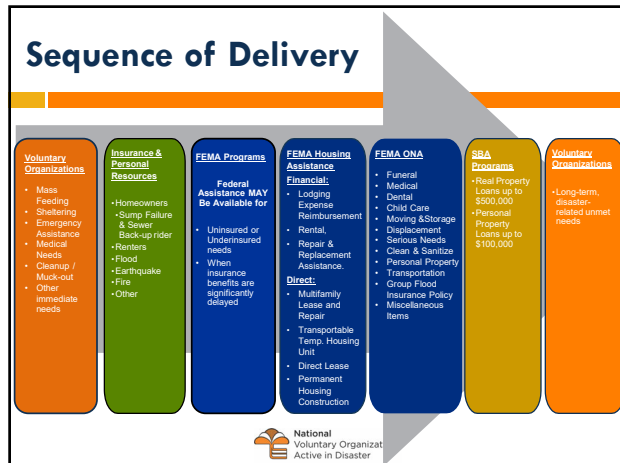 Sequence of Delivery
Voluntary
Organizations
• Mass
Feeding
• Sheltering
• Emergency
Assistance
• Medical
Needs
• Cleanup /
Muck-out
• Other
immediate
needs
Insurance &
Personal
Resources
•Homeowners
•Sump Failure &
Sewer
Back-up rider
•Renters
•Flood
•Earthquake
•Fire
•Other
FEMA Programs
Federal
Assistance MAY
Be Available for
• Uninsured or
Underinsured
needs
• When
insurance
benefits are
significantly
delayed
FEMA Housing
Assistance
Financial:
• Lodging
Expense
Reimbursement
• Rental,
• Repair &
Replacement
Assistance.
Direct:
• Multifamily
Lease and
Repair
• Transportable
Temp. Housing
Unit
• Direct Lease
• Permanent
Housing
Construction
FEMA ONA
• Funeral
• Medical
• Dental
• Child Care
• Moving &Storage
• Displacement
• Serious Needs
• Clean & Sanitize
• Personal Property
• Transportation
• Group Flood
Insurance Policy
• Miscellaneous
Items
SBA
Programs
•Real Property
Loans up to
$500,000
•Personal
Property
Loans up to
$100,000
Voluntary
Organizations
•Long-term,
disaster-
related unmet
needs
National
Voluntary Organizat
Active in Disaster